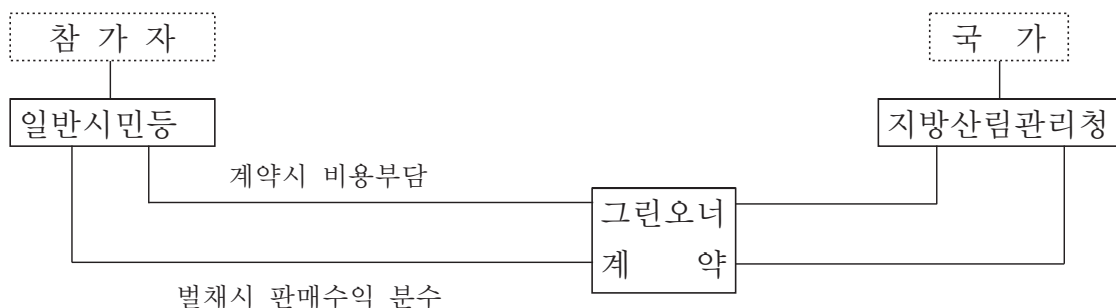 참 가 자
국 가
일반시민등
지방산림관리청
계약시 비용부담
그린오너
계 약
벌채시 판매수익 분수